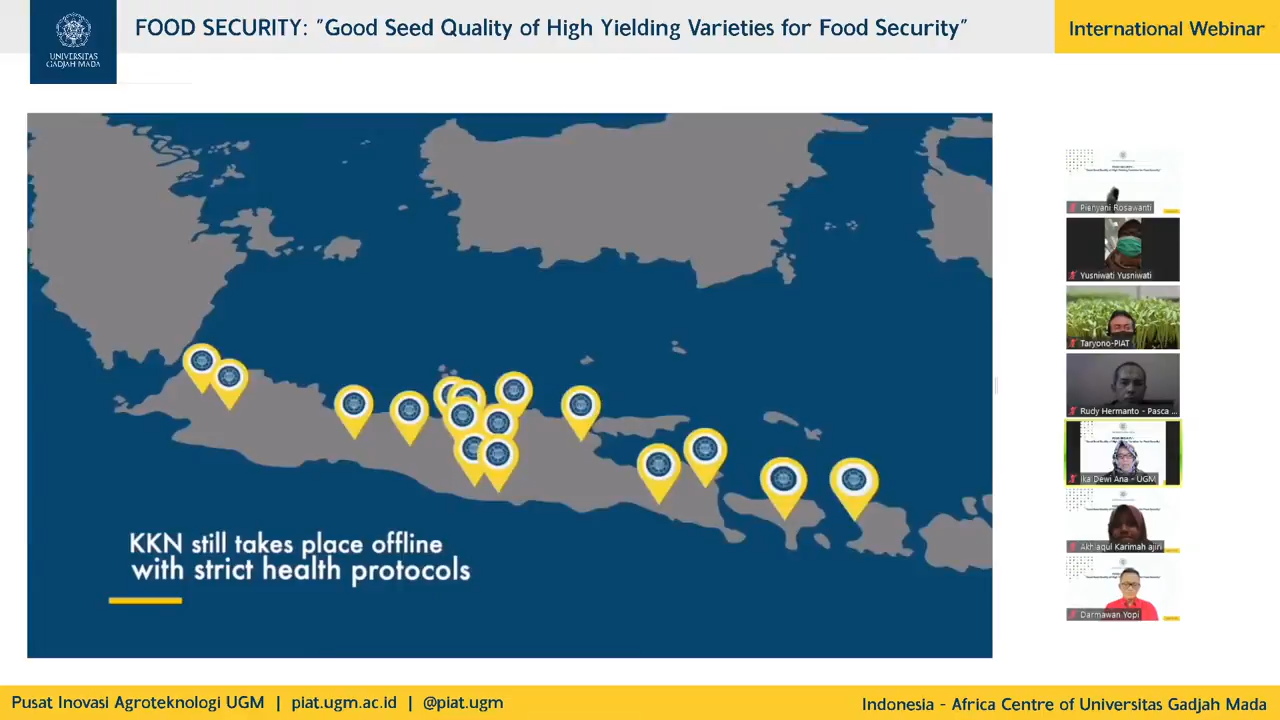 FOOD SECURITY: "Good Seed Quality of High Yielding Varieties for Food Security"
International Webinar
UNIVERSITAS
GADJAH MADA
KKN still takes place offline
with strict health protocols
Pienyani Rosawanti
Yusniwati Yusniwati
Taryono-PIAT
Rudy Hermanto - Pasca ...
Ika Dewi Ana - UGM
Akhlaqul Karimah ajiri
Darmawan Yopi
Pusat Inovasi Agroteknologi UGM | piat.ugm.ac.id | @piat.ugm
Indonesia - Africa Centre of Universitas Gadjah Mada